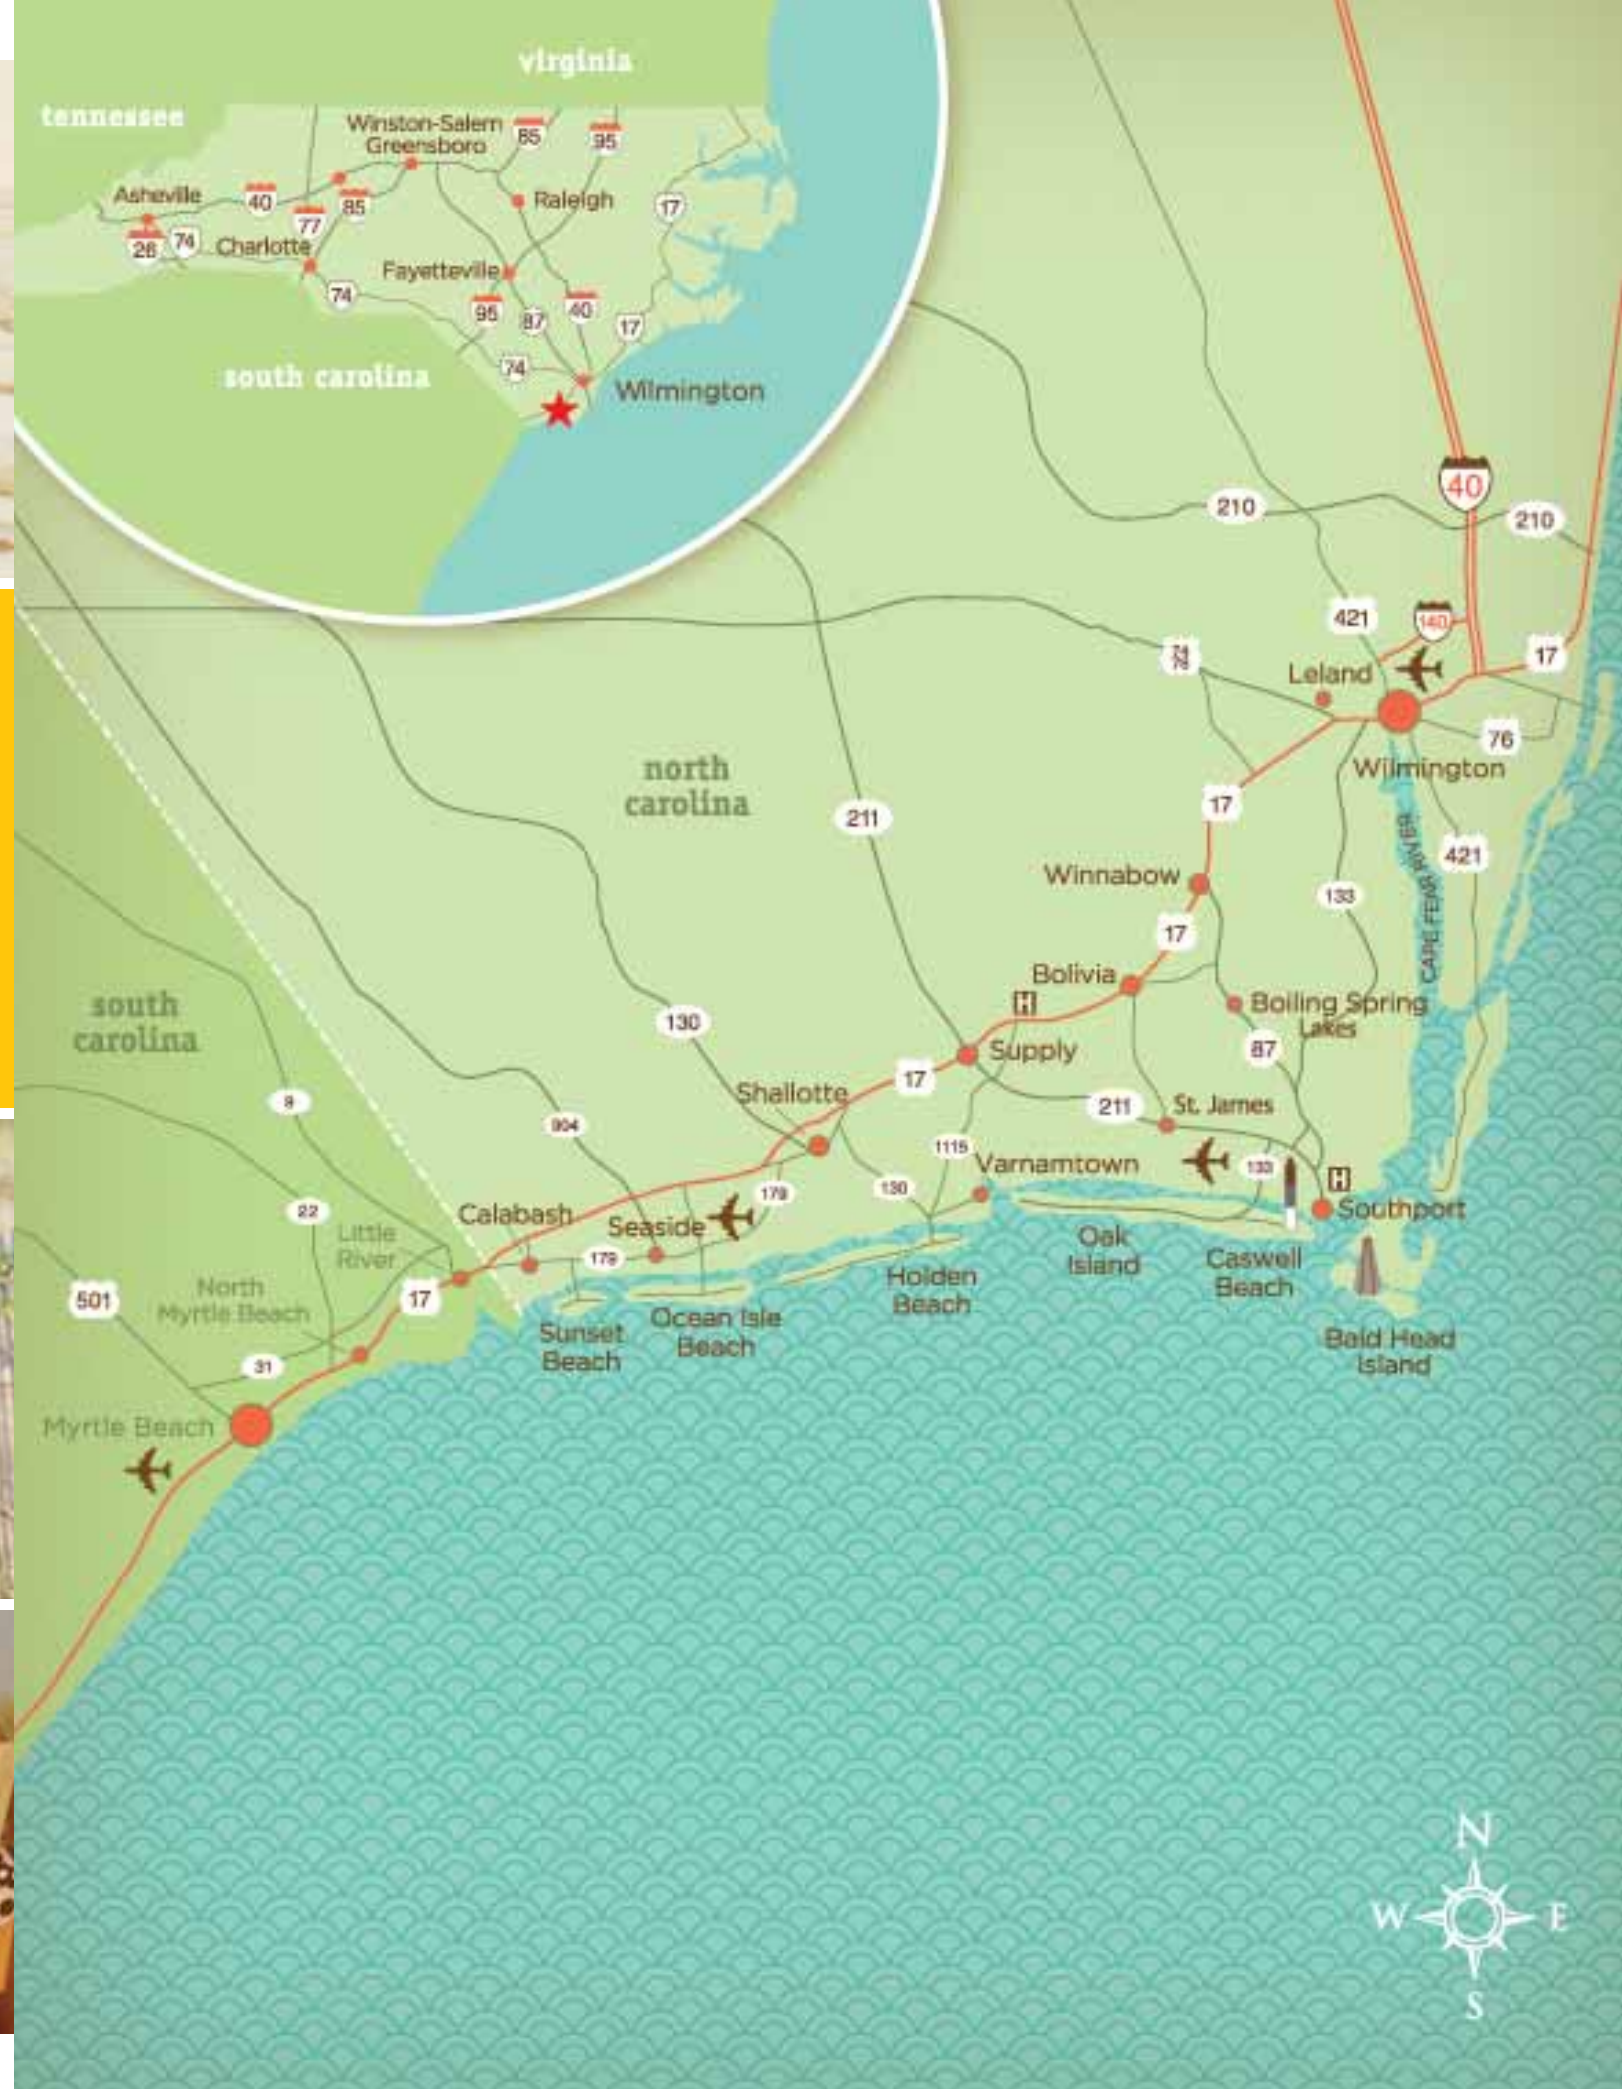 virginia
tennessee
Winston-Salem
Greensboro
85
95
Asheville
40
85
Raleigh
17
77
26
74
Charlotte
Fayetteville
74
95
87
40
17
74
south carolina
Wilmington
40
210
210
421
140
17
74
76
Leland
76
Wilmington
north
carolina
211
17
CAPE FEAR RIVER
421
Winnabow
133
17
Bolivia
H
Boiling Spring
Lakes
south
carolina
130
Supply
87
17
Shallotte
9
904
211
St. James
1115
Varnamtown
133
H
179
130
22
Calabash
Seaside
Southport
Little
River
179
Oak
Island
Caswell
Beach
501
North
Myrtle Beach
17
Holden
Beach
Ocean Isle
Beach
Sunset
Beach
Bald Head
Island
31
Myrtle Beach
N
W
E
S